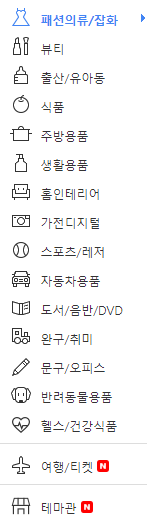 패션의류/잡화
뷰티
출산/유아동
식품
주방용품
생활용품
홈인테리어
가전디지털
스포츠/레저
자동차용품
도서/음반/DVD
완구/취미
문구/오피스
반려동물용품
헬스/건강식품
여행/티켓 N
테마관 N